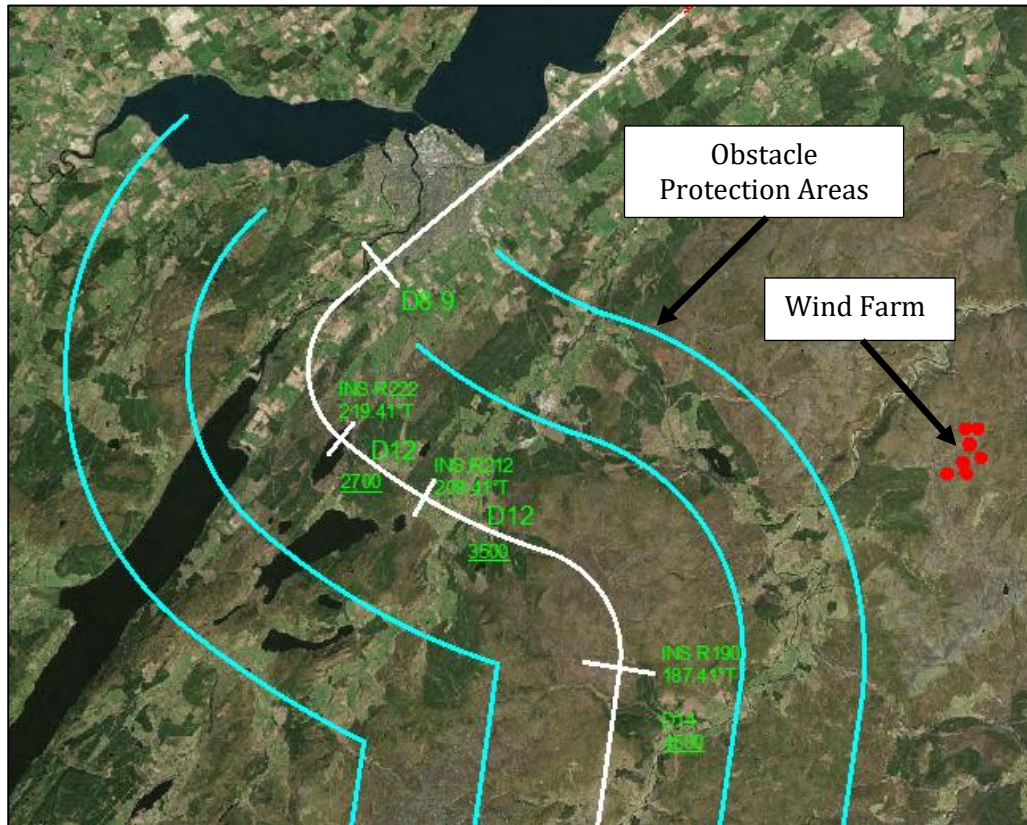 Obstacle
Protection Areas
Wind Farm
D8.9
INS R222
219.41°T
D12
2700
INS R212
209.41°T
D12
3500
INS R190
187.41°T
D14
4600